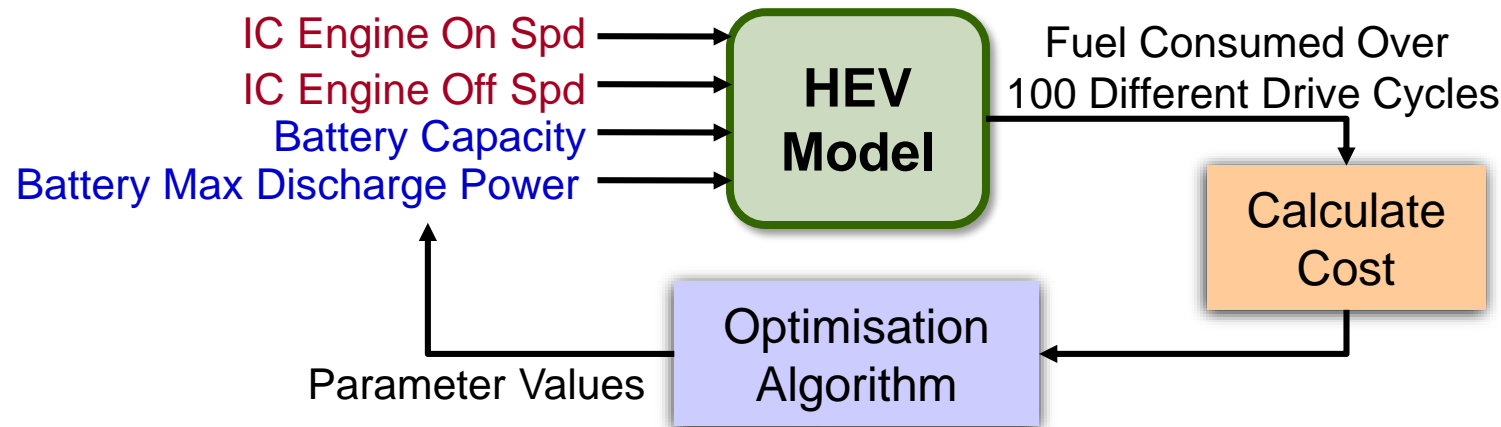 IC Engine On Spd
IC Engine Off Spd
Battery Capacity
Battery Max Discharge Power
HEV
Model
Fuel Consumed Over
100 Different Drive Cycles
Calculate
Cost
Optimisation
Algorithm
Parameter Values